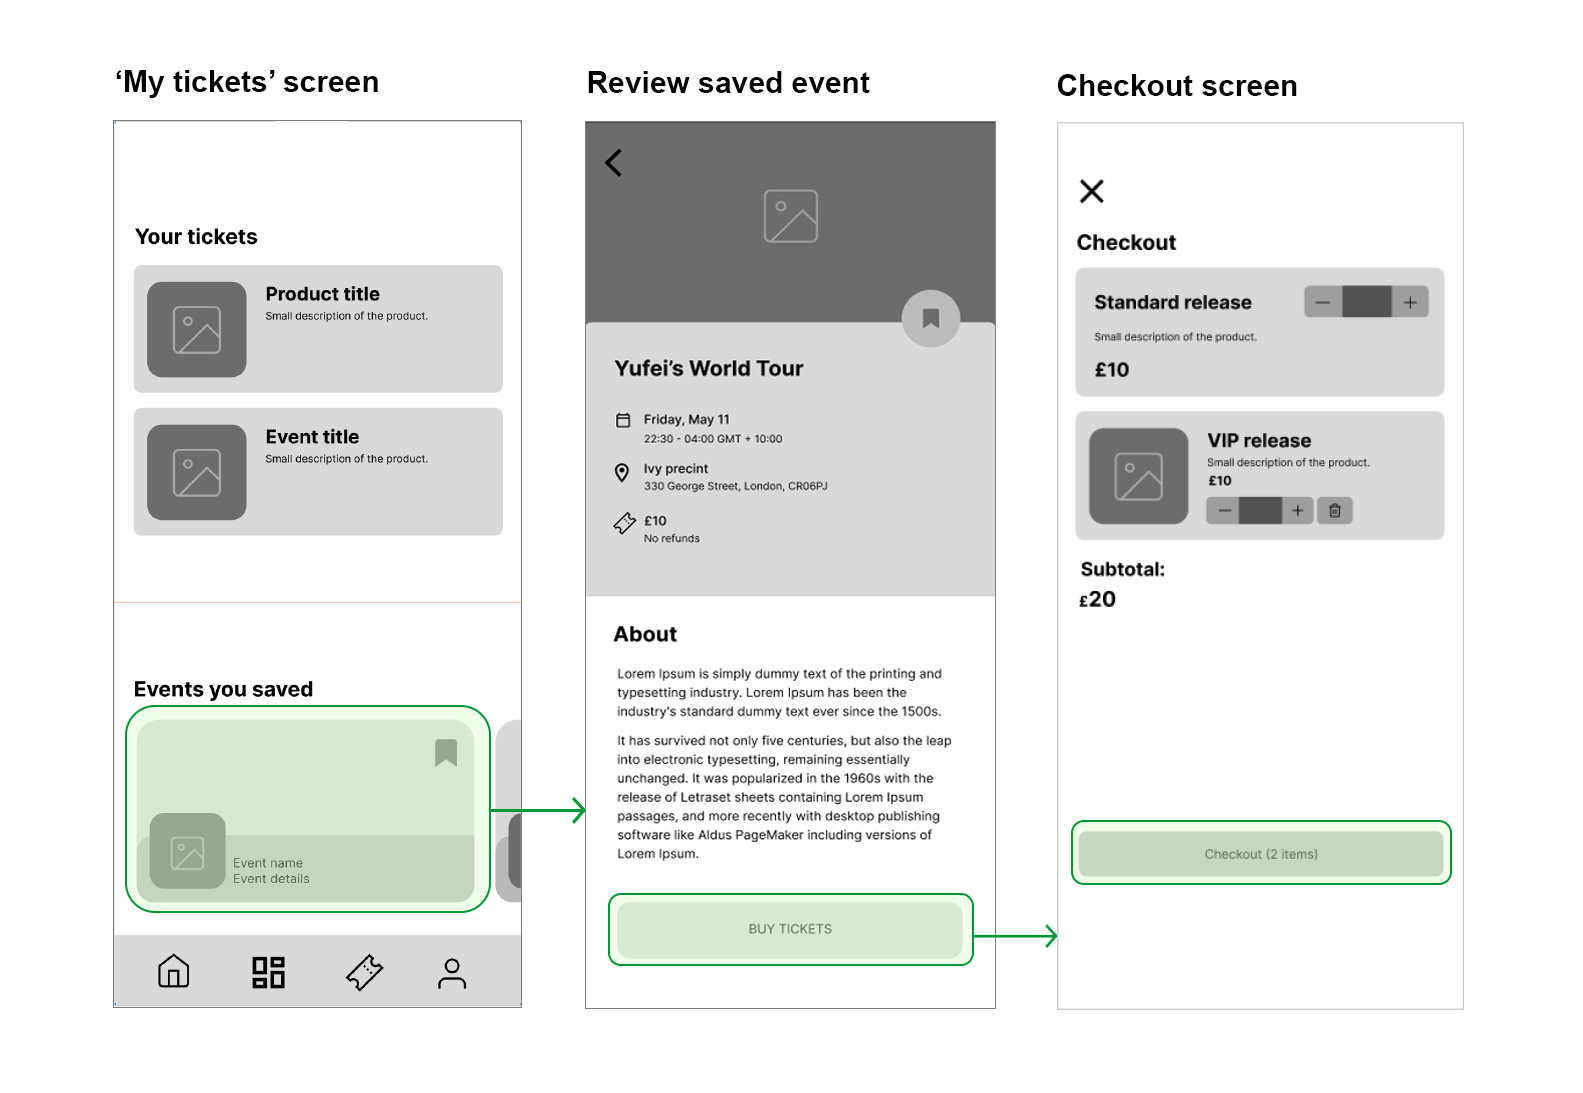 ‘My tickets’ screen
Your tickets
Product title
Small description of the product.
Event title
Small description of the product.
Events you saved
Event name
Event details
Review saved event
Yufei’s World Tour
Friday, May 11
22:30 - 04:00 GMT + 10:00
Ivy precint
330 George Street, London, CR06PJ
£10
No refunds
About
Lorem Ipsum is simply dummy text of the printing and
typesetting industry. Lorem Ipsum has been the
industry's standard dummy text ever since the 1500s.
It has survived not only five centuries, but also the leap
into electronic typesetting, remaining essentially
unchanged. It was popularized in the 1960s with the
release of Letraset sheets containing Lorem Ipsum
passages, and more recently with desktop publishing
software like Aldus PageMaker including versions of
Lorem Ipsum.
BUY TICKETS
Checkout screen
Checkout
Standard release
Small description of the product.
£10
VIP release
Small description of the product.
£10
Subtotal:
£20
Checkout (2 items)